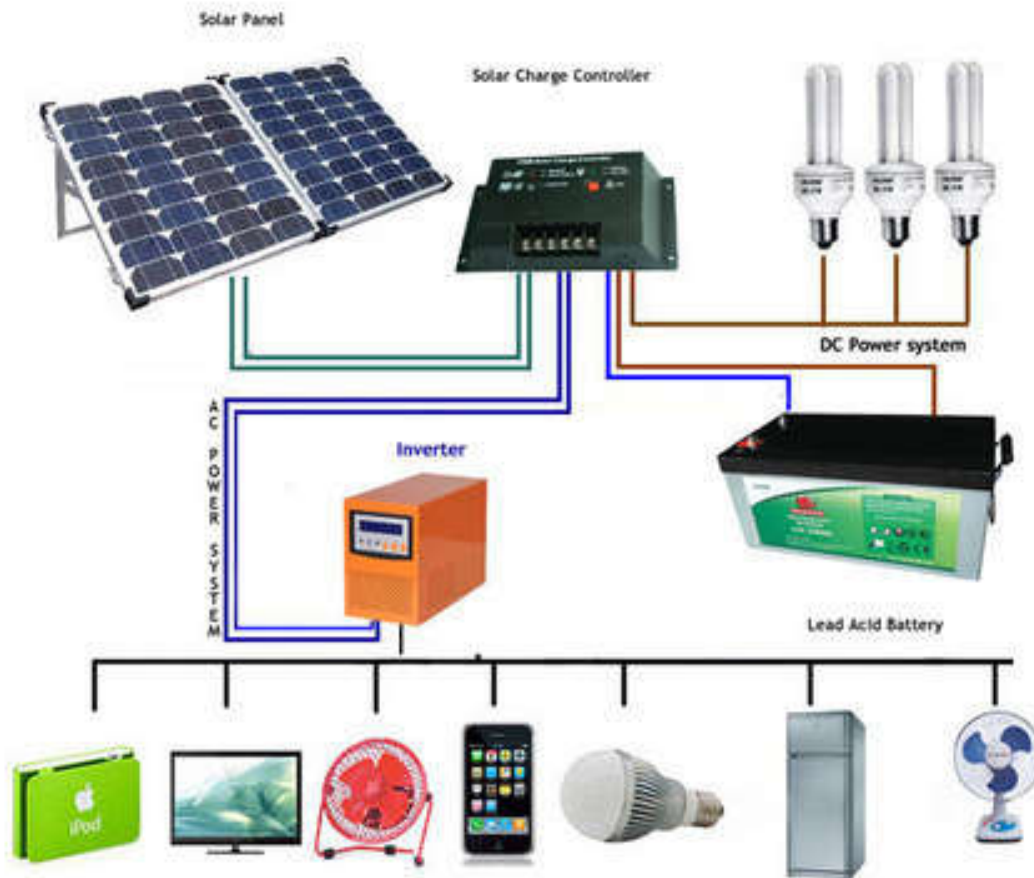 Solar Panel
Solar Charge Controller
DC Power system
AC POWER SYSTEM
Inverter
Lead Acid Battery
iPod